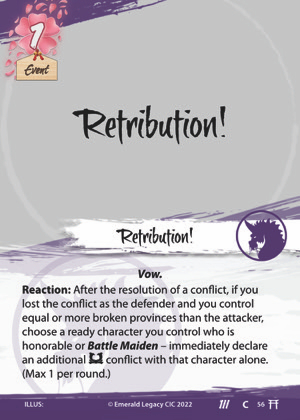 1
Event
Retribution!
Retribution!
Vow.
Reaction: After the resolution of a conflict, if you
lost the conflict as the defender and you control
equal or more broken provinces than the attacker,
choose a ready character you control who is
honorable or Battle Maiden – immediately declare
an additional conflict with that character alone.
(Max 1 per round.)
ILLUS: © Emerald Legacy CIC 2022 C 56